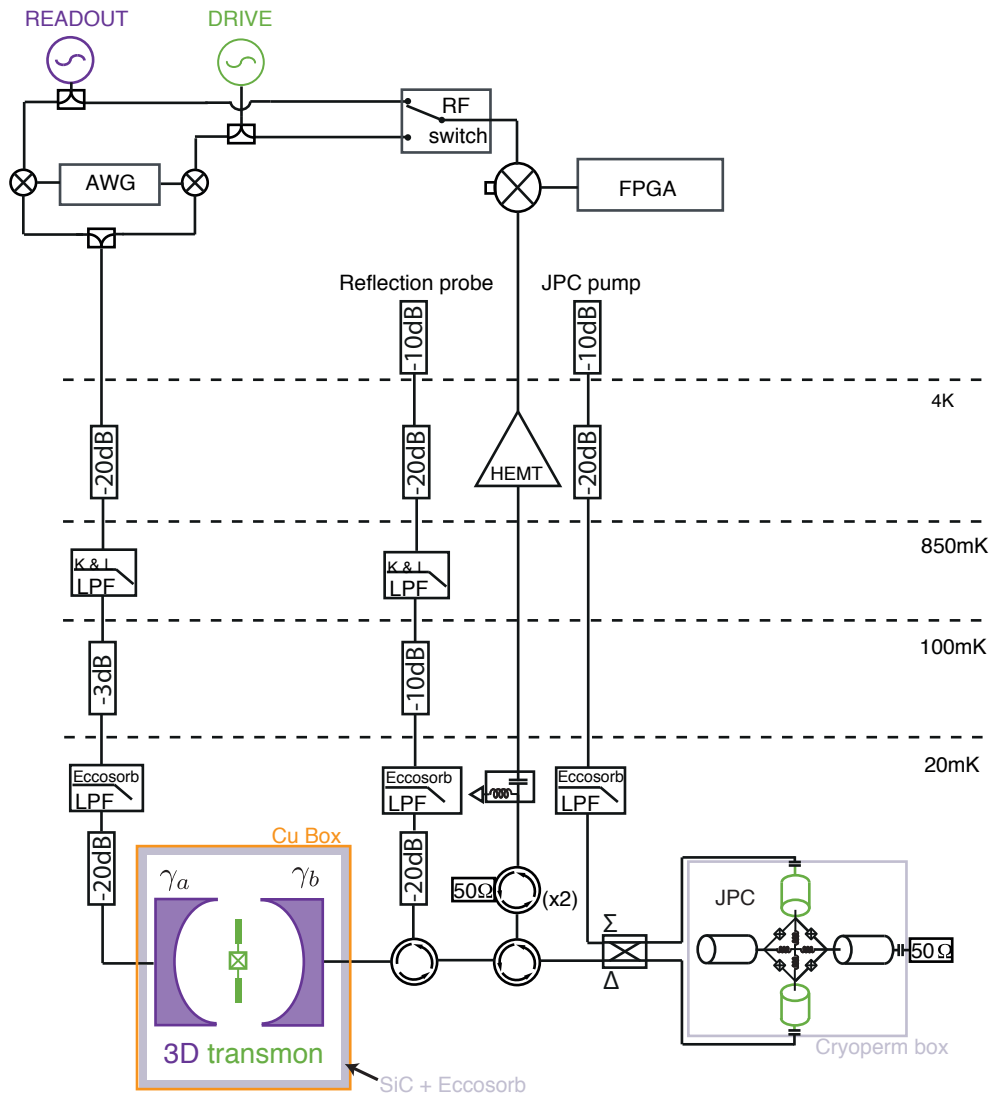 READOUT
DRIVE
RF
switch
AWG
FPGA
Reflection probe
JPC pump
-10dB
-10dB
4K
-20dB
-20dB
HEMT
-20dB
850mK
K & L
LPF
K & L
LPF
100mK
-3dB
-10dB
20mK
Eccosorb
LPF
Eccosorb
LPF
Eccosorb
LPF
Cu Box
-20dB
-20dB
50Ω
(x2)
γa
γb
JPC
Σ
Δ
50Ω
3D transmon
Cryoperm box
SiC + Eccosorb